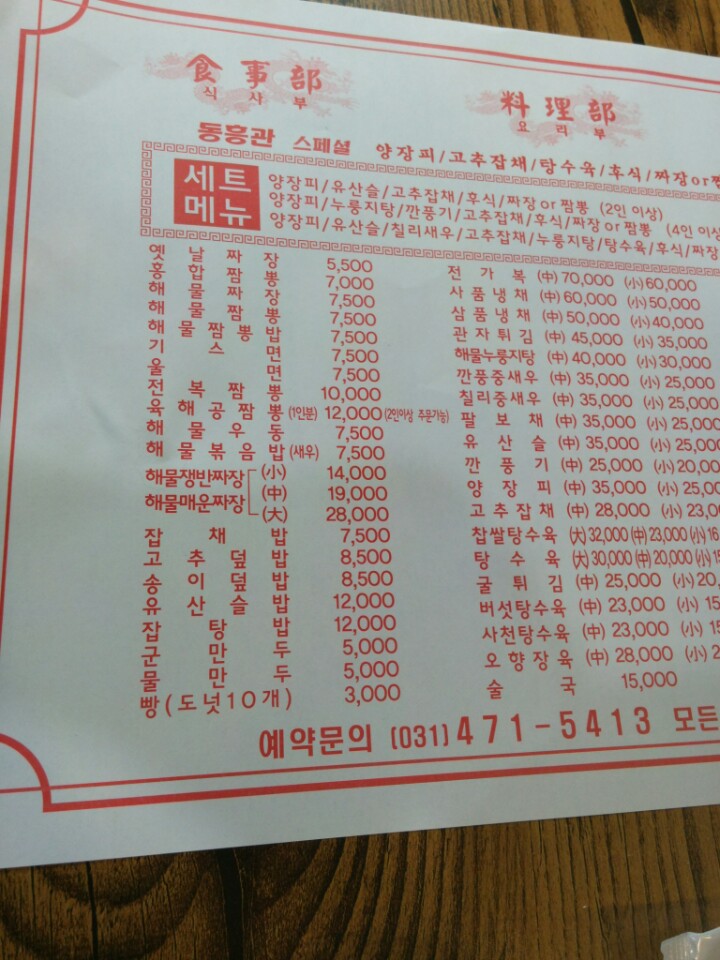 食事部
식사부
料理部
요리부
동흥관 스페셜 양장피/고추잡채/탕수육/후식/짜장or짬
세트메뉴
양장피/유산슬/고추잡채/후식/짜장or짬뽕 (2인 이상)
양장피/누룽지탕/깐풍기/고추잡채/후식/짜장or짬뽕 (4인 이상
양장피/유산슬/칠리새우/고추잡채/누룽지탕/탕수육/후식/짜장
옛날짜장 5,500
홍합짬뽕 7,000
해물짜장 7,500
해물짬뽕 7,500
해물짬뽕밥 7,500
기스면 7,500
울면 7,500
전복짬뽕 10,000
육해공짬뽕 (1인분) 12,000 (2인이상 주문가능)
해물우동 7,500
해물볶음밥 (새우) 7,500
해물쟁반짜장 (小) 14,000
해물매운짜장 (中) 19,000
(大) 28,000
잡채밥 7,500
고추덮밥 8,500
송이덮밥 8,500
유산슬밥 12,000
잡탕밥 12,000
군만두 5,000
물만두 5,000
빵(도넛10개) 3,000
전가복 (中) 70,000 (小) 60,000
사품냉채 (中) 60,000 (小) 50,000
삼품냉채 (中) 50,000 (小) 40,000
관자튀김 (中) 45,000 (小) 35,000
해물누룽지탕 (中) 40,000 (小) 30,000
깐풍중새우 (中) 35,000 (小) 25,000
칠리중새우 (中) 35,000 (小) 25,000
팔보채 (中) 35,000 (小) 25,000
유산슬 (中) 35,000 (小) 25,000
깐풍기 (中) 25,000 (小) 20,00
양장피 (中) 35,000 (小) 25,00
고추잡채 (中) 28,000 (小) 23,00
찹쌀탕수육 (大) 32,000 (中) 23,000 (小) 16
탕수육 (大) 30,000 (中) 20,000 (小) 15
굴튀김 (中) 25,000 (小) 20,
버섯탕수육 (中) 23,000 (小) 15
사천탕수육 (中) 23,000 (小) 15
오향장육 (中) 28,000 (小) 2
술국 15,000
예약문의 (031) 471-5413 모든